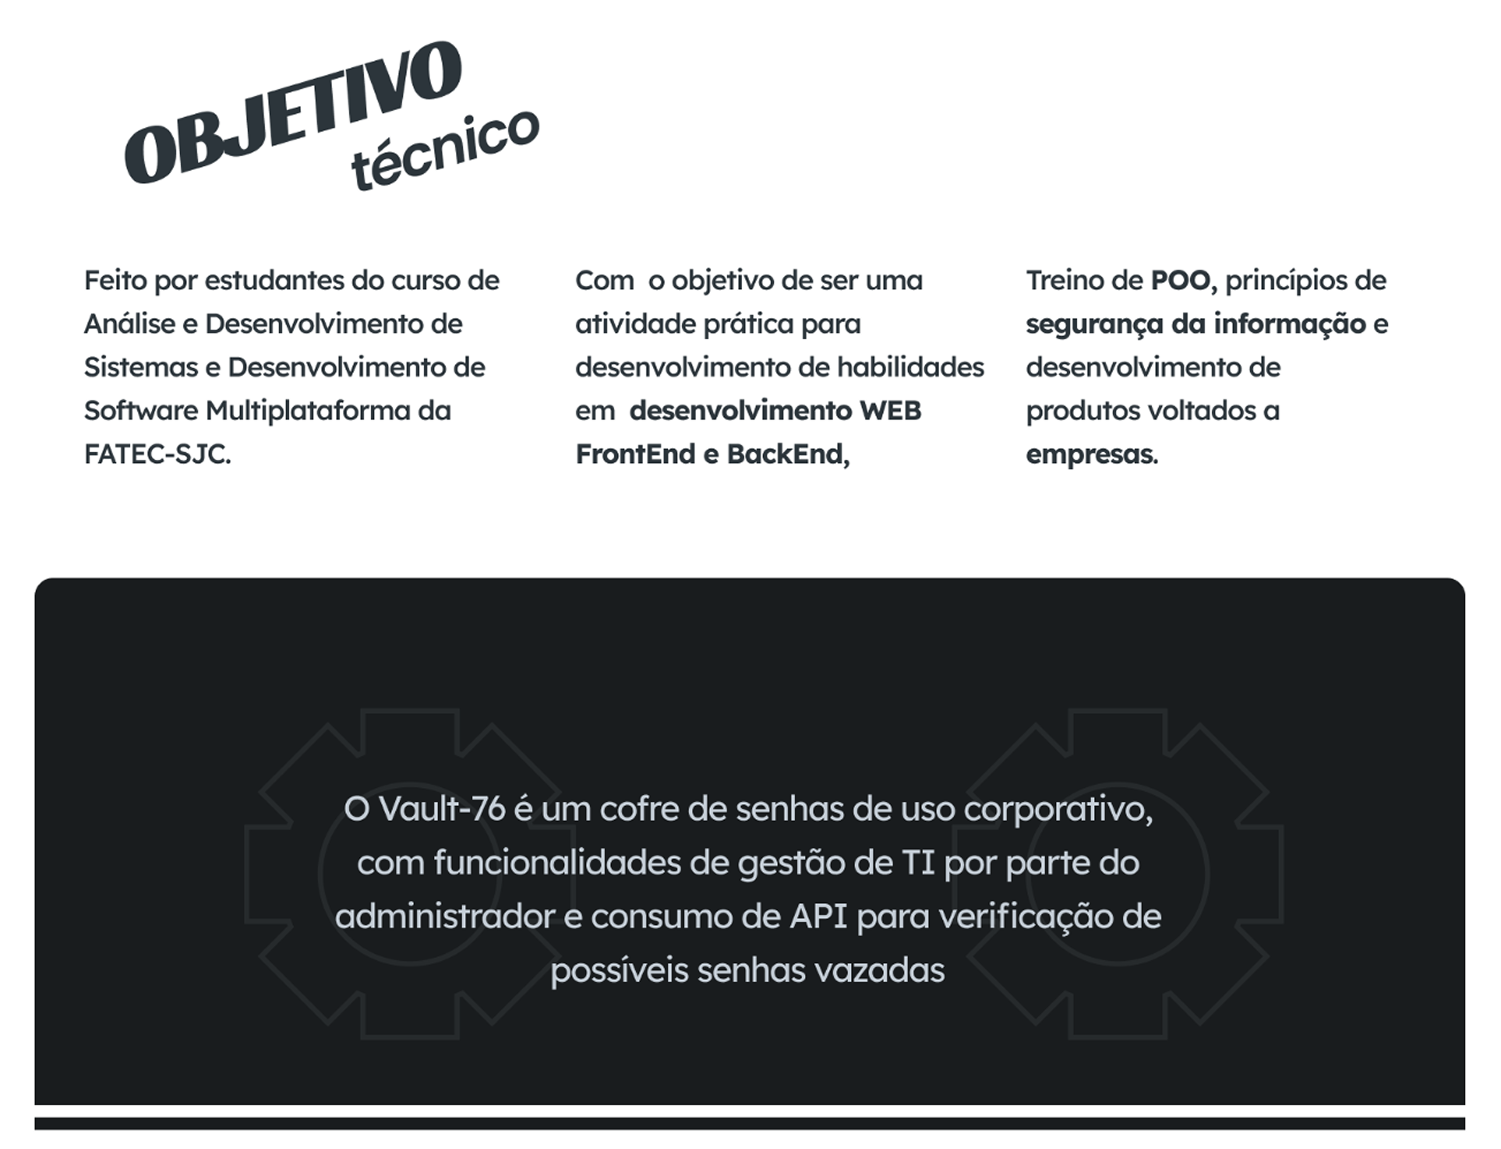 OBJETIVO
técnico
Feito por estudantes do curso de
Análise e Desenvolvimento de
Sistemas e Desenvolvimento de
Software Multiplataforma da
FATEC-SJC.
Com o objetivo de ser uma
atividade prática para
desenvolvimento de habilidades
em desenvolvimento WEB
FrontEnd e BackEnd,
Treino de POO, princípios de
segurança da informação e
desenvolvimento de
produtos voltados a
empresas.
O Vault-76 é um cofre de senhas de uso corporativo,
com funcionalidades de gestão de TI por parte do
administrador e consumo de API para verificação de
possíveis senhas vazadas